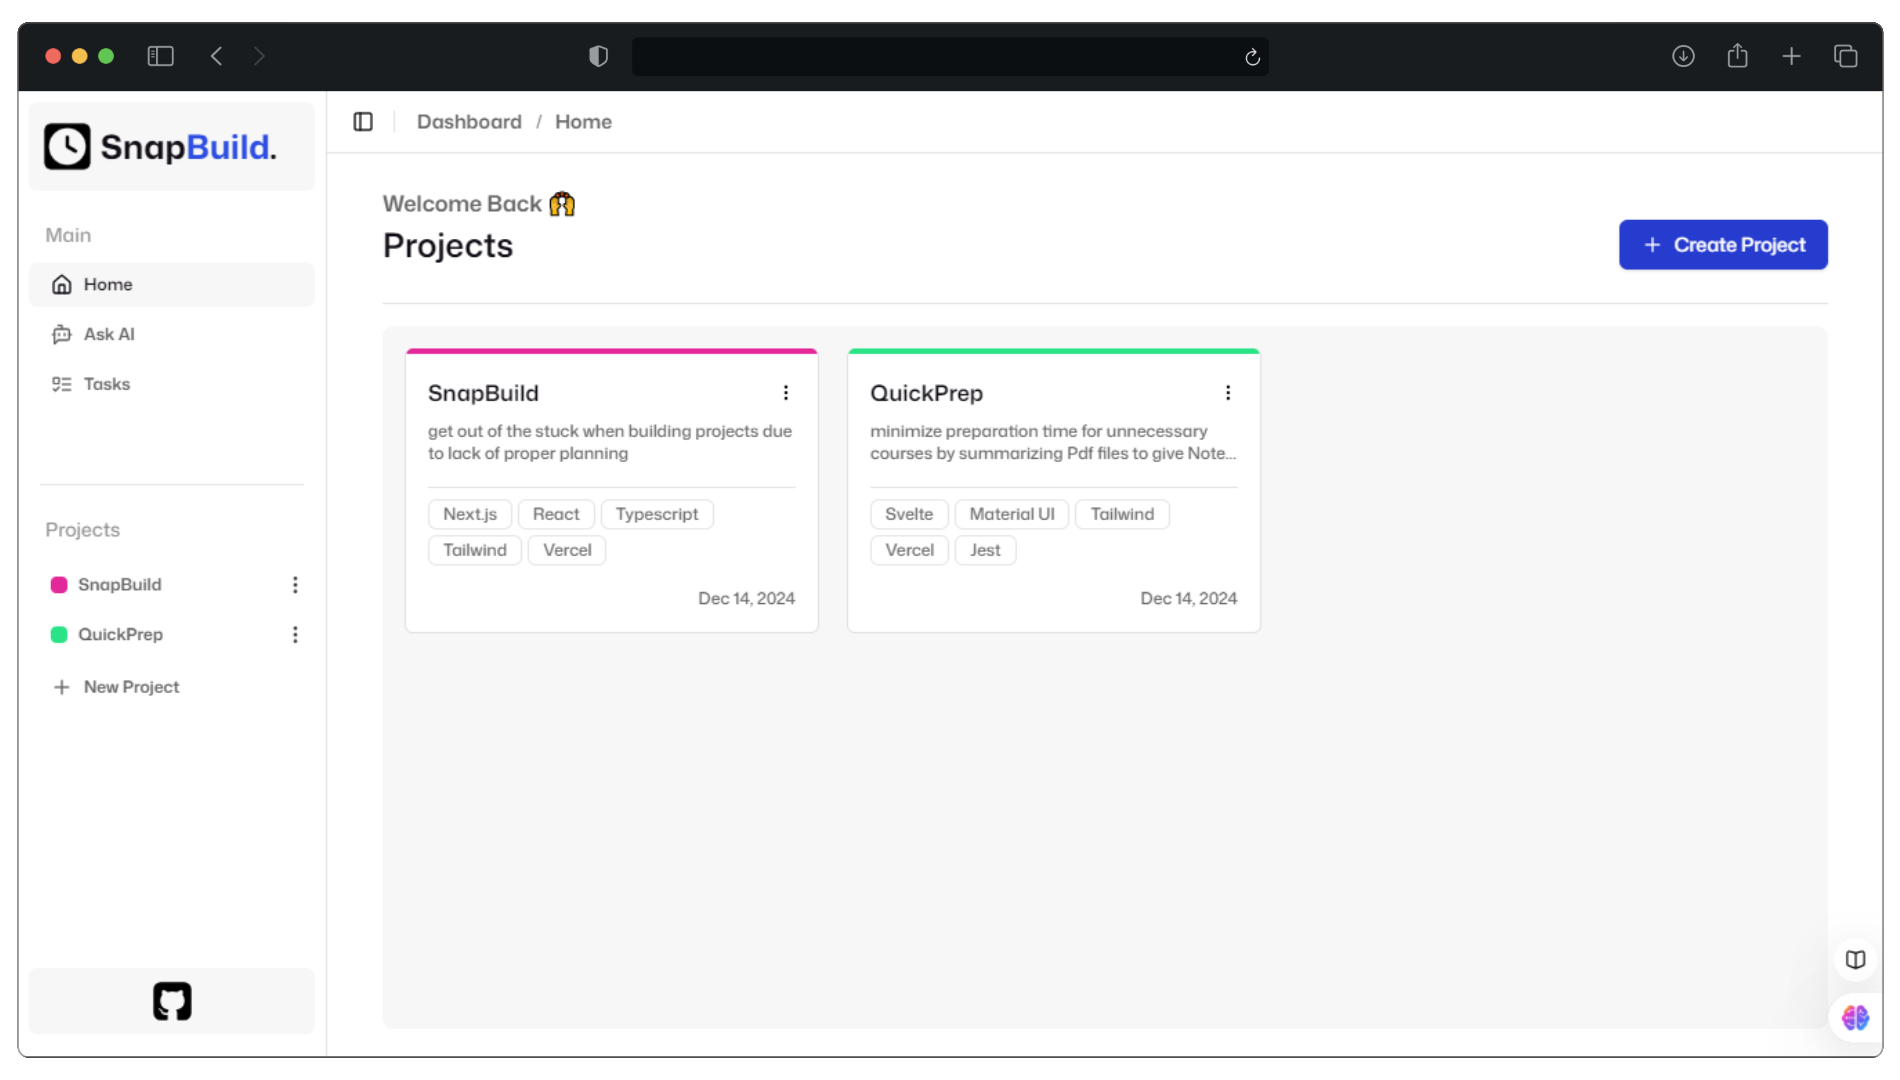 SnapBuild.
Main
Home
Ask AI
Tasks
Projects
SnapBuild
QuickPrep
New Project
Dashboard / Home
Welcome Back
Projects
Create Project
SnapBuild
get out of the stuck when building projects due
to lack of proper planning
Next.js React Typescript
Tailwind Vercel
Dec 14, 2024
QuickPrep
minimize preparation time for unnecessary
courses by summarizing Pdf files to give Note...
Svelte Material UI Tailwind
Vercel Jest
Dec 14, 2024